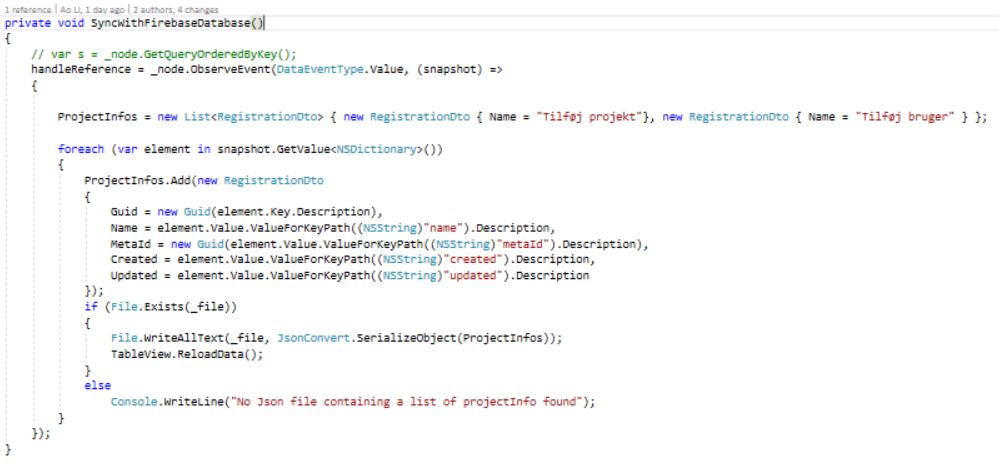 1 reference | Ao Li, 1 day ago | 2 authors, 4 changes
private void SyncWithFirebaseDatabase()
{
    // var s = _node.GetQueryOrderedByKey();
    handleReference = _node.ObserveEvent(DataEventType.Value, (snapshot) =>
    {
        ProjectInfos = new List<RegistrationDto> { new RegistrationDto { Name = "Tilføj projekt"}, new RegistrationDto { Name = "Tilføj bruger" } };
        foreach (var element in snapshot.GetValue<NSDictionary>())
        {
            ProjectInfos.Add(new RegistrationDto
            {
                Guid = new Guid(element.Key.Description),
                Name = element.Value.ValueForKeyPath((NSString)"name").Description,
                MetaId = new Guid(element.Value.ValueForKeyPath((NSString)"metaId").Description),
                Created = element.Value.ValueForKeyPath((NSString)"created").Description,
                Updated = element.Value.ValueForKeyPath((NSString)"updated").Description
            });
            if (File.Exists(_file))
            {
                File.WriteAllText(_file, JsonConvert.SerializeObject(ProjectInfos));
                TableView.ReloadData();
            }
            else
                Console.WriteLine("No Json file containing a list of projectInfo found");
        }
    });
}